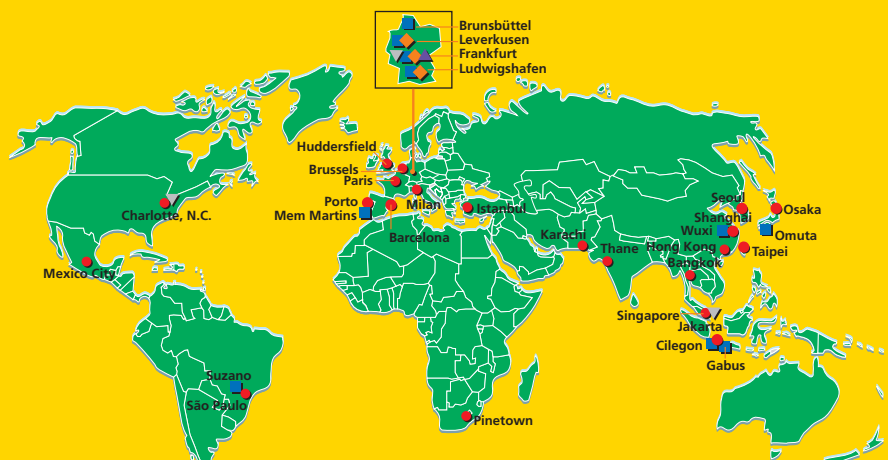 Brunsbüttel
Leverkusen
Frankfurt
Ludwigshafen
Huddersfield
Brussels
Paris
Porto
Mem Martins
Milan
Istanbul
Barcelona
Charlotte, N.C.
Mexico City
Seoul
Osaka
Shanghai
Wuxi
Omuta
Karachi
Thane
Hong Kong
Taipei
Bangkok
Singapore
Jakarta
Cilegon
Gabus
Suzano
São Paulo
Pinetown